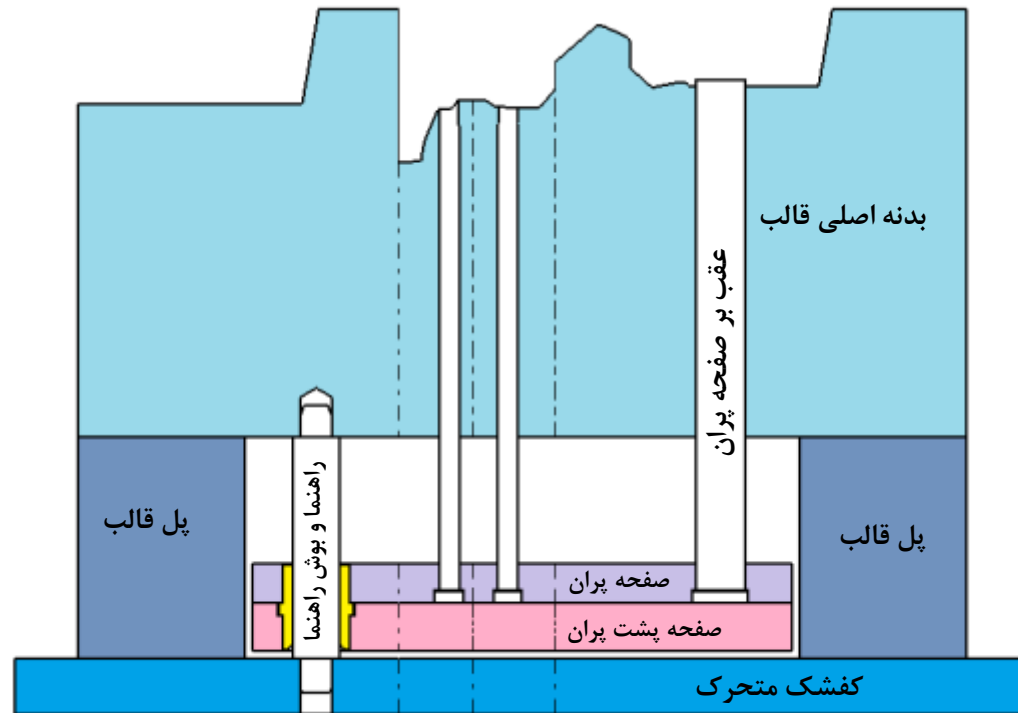 بدنه اصلی قالب
عقب بر صفحه پران
راهنما و بوش راهنما
پل قالب
پل قالب
صفحه پران
صفحه پشت پران
کفشک متحرک